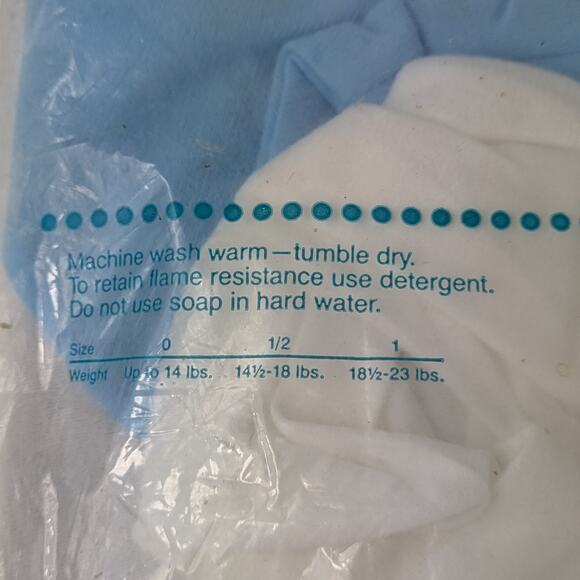 Machine wash warm—tumble dry.
To retain flame resistance use detergent.
Do not use soap in hard water.
Size 0 1/2 1
Weight Up to 14 lbs. 14½-18 lbs. 18½-23 lbs.